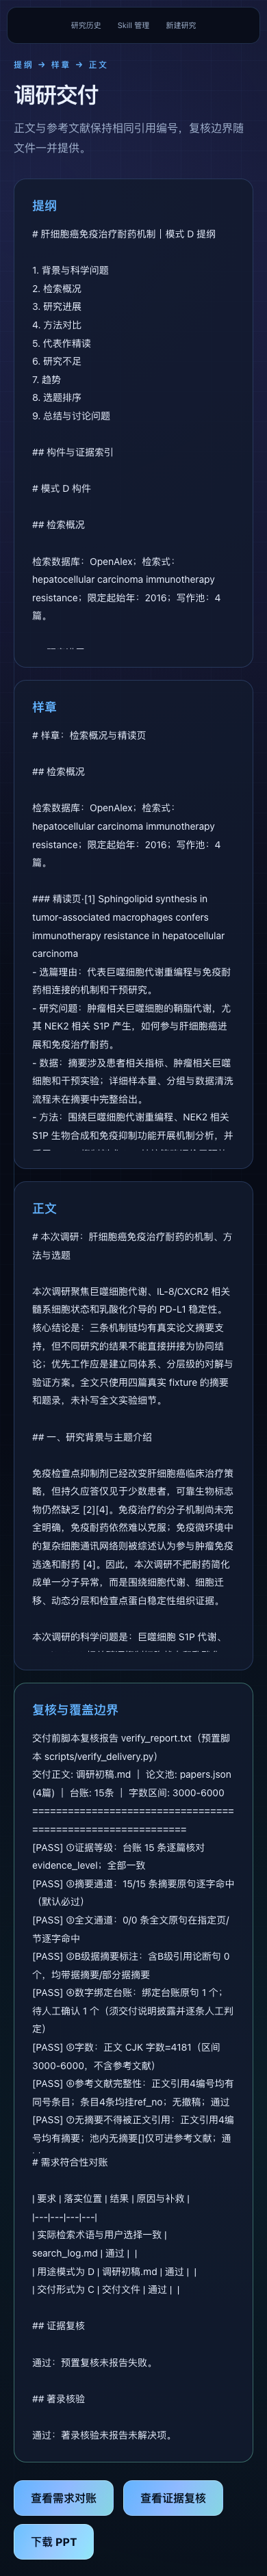 研究历史 Skill 管理 新建研究
提纲 → 样章 → 正文
调研交付
正文与参考文献保持相同引用编号，复核边界随
文件一并提供。
提纲
# 肝细胞癌免疫治疗耐药机制｜模式 D 提纲
1. 背景与科学问题
2. 检索概况
3. 研究进展
4. 方法对比
5. 代表作精读
6. 研究不足
7. 趋势
8. 选题排序
9. 总结与讨论问题
## 构件与证据索引
# 模式 D 构件
## 检索概况
检索数据库：OpenAlex；检索式：
hepatocellular carcinoma immunotherapy
resistance；限定起始年：2016；写作池：4
篇。
样章
# 样章：检索概况与精读页
## 检索概况
检索数据库：OpenAlex；检索式：
hepatocellular carcinoma immunotherapy
resistance；限定起始年：2016；写作池：4
篇。
### 精读页·[1] Sphingolipid synthesis in
tumor-associated macrophages confers
immunotherapy resistance in hepatocellular
carcinoma
- 选篇理由：代表巨噬细胞代谢重编程与免疫耐
药相连接的机制和干预研究。
- 研究问题：肿瘤相关巨噬细胞的鞘脂代谢，尤
其 NEK2 相关 S1P 产生，如何参与肝细胞癌进
展和免疫治疗耐药。
- 数据：摘要涉及患者相关指标、肿瘤相关巨噬
细胞和干预实验；详细样本量、分组与数据清洗
流程未在摘要中完整给出。
- 方法：围绕巨噬细胞代谢重编程、NEK2 相关
S1P 生物合成和免疫抑制功能开展机制分析，并
正文
# 本次调研：肝细胞癌免疫治疗耐药的机制、方
法与选题
本次调研聚焦巨噬细胞代谢、IL-8/CXCR2 相关
髓系细胞状态和乳酸化介导的 PD-L1 稳定性。
核心结论是：三条机制链均有真实论文摘要支
持，但不同研究的结果不能直接拼接为协同结
论；优先工作应是建立同体系、分层级的对解与
验证方案。全文只使用四篇真实 fixture 的摘要
和题录，未补写全文实验细节。
## 一、研究背景与主题介绍
免疫检查点抑制剂已经改变肝细胞癌临床治疗策
略，但持久应答仅见于少数患者，可靠生物标志
物仍然缺乏 [2][4]。免疫治疗的分子机制尚未完
全明确，免疫耐药依然难以克服；免疫微环境中
的复杂细胞通讯网络则被综述认为参与肿瘤免疫
逃逸和耐药 [4]。因此，本次调研不把耐药简化
成单一分子异常，而是围绕细胞代谢、细胞迁
移、动态分层和检查点蛋白稳定性组织证据。
本次调研的科学问题是：巨噬细胞 S1P 代谢、
复核与覆盖边界
交付前脚本复核报告 verify_report.txt（预置脚
本 scripts/verify_delivery.py）
交付正文: 调研初稿.md ｜ 论文池: papers.json
(4篇) ｜ 台账: 15条 ｜ 字数区间: 3000-6000
==================================
==========================
[PASS] ①证据等级：台账 15 条逐篇核对
evidence_level；全部一致
[PASS] ③摘要通道：15/15 条摘要原句逐字命中
（默认必过）
[PASS] ③全文通道：0/0 条全文原句在指定页/
节逐字命中
[PASS] ②B级据摘要标注：含B级引用论断句 0
个，均带据摘要/部分据摘要
[PASS] ④数字绑定台账：绑定台账原句 1 个；
待人工确认 1 个（须交付说明披露并逐条人工判
定）
[PASS] ⑤字数：正文 CJK 字数=4181（区间
3000-6000，不含参考文献）
[PASS] ⑥参考文献完整性：正文引用4编号均有
同号条目；条目4条均挂ref_no；无撤稿；通过
[PASS] ⑦无摘要不得被正文引用：正文引用4编
号均有摘要；池内无摘要[]仅可进参考文献；通
# 需求符合性对账
| 要求 | 落实位置 | 结果 | 原因与补救 |
|---|---|---|---|
| 实际检索术语与用户选择一致 |
search_log.md | 通过 | |
| 用途模式为 D | 调研初稿.md | 通过 | |
| 交付形式为 C | 交付文件 | 通过 | |
## 证据复核
通过：预置复核未报告失败。
## 著录核验
通过：著录核验未报告未解决项。
查看需求对账 查看证据复核
下载 PPT